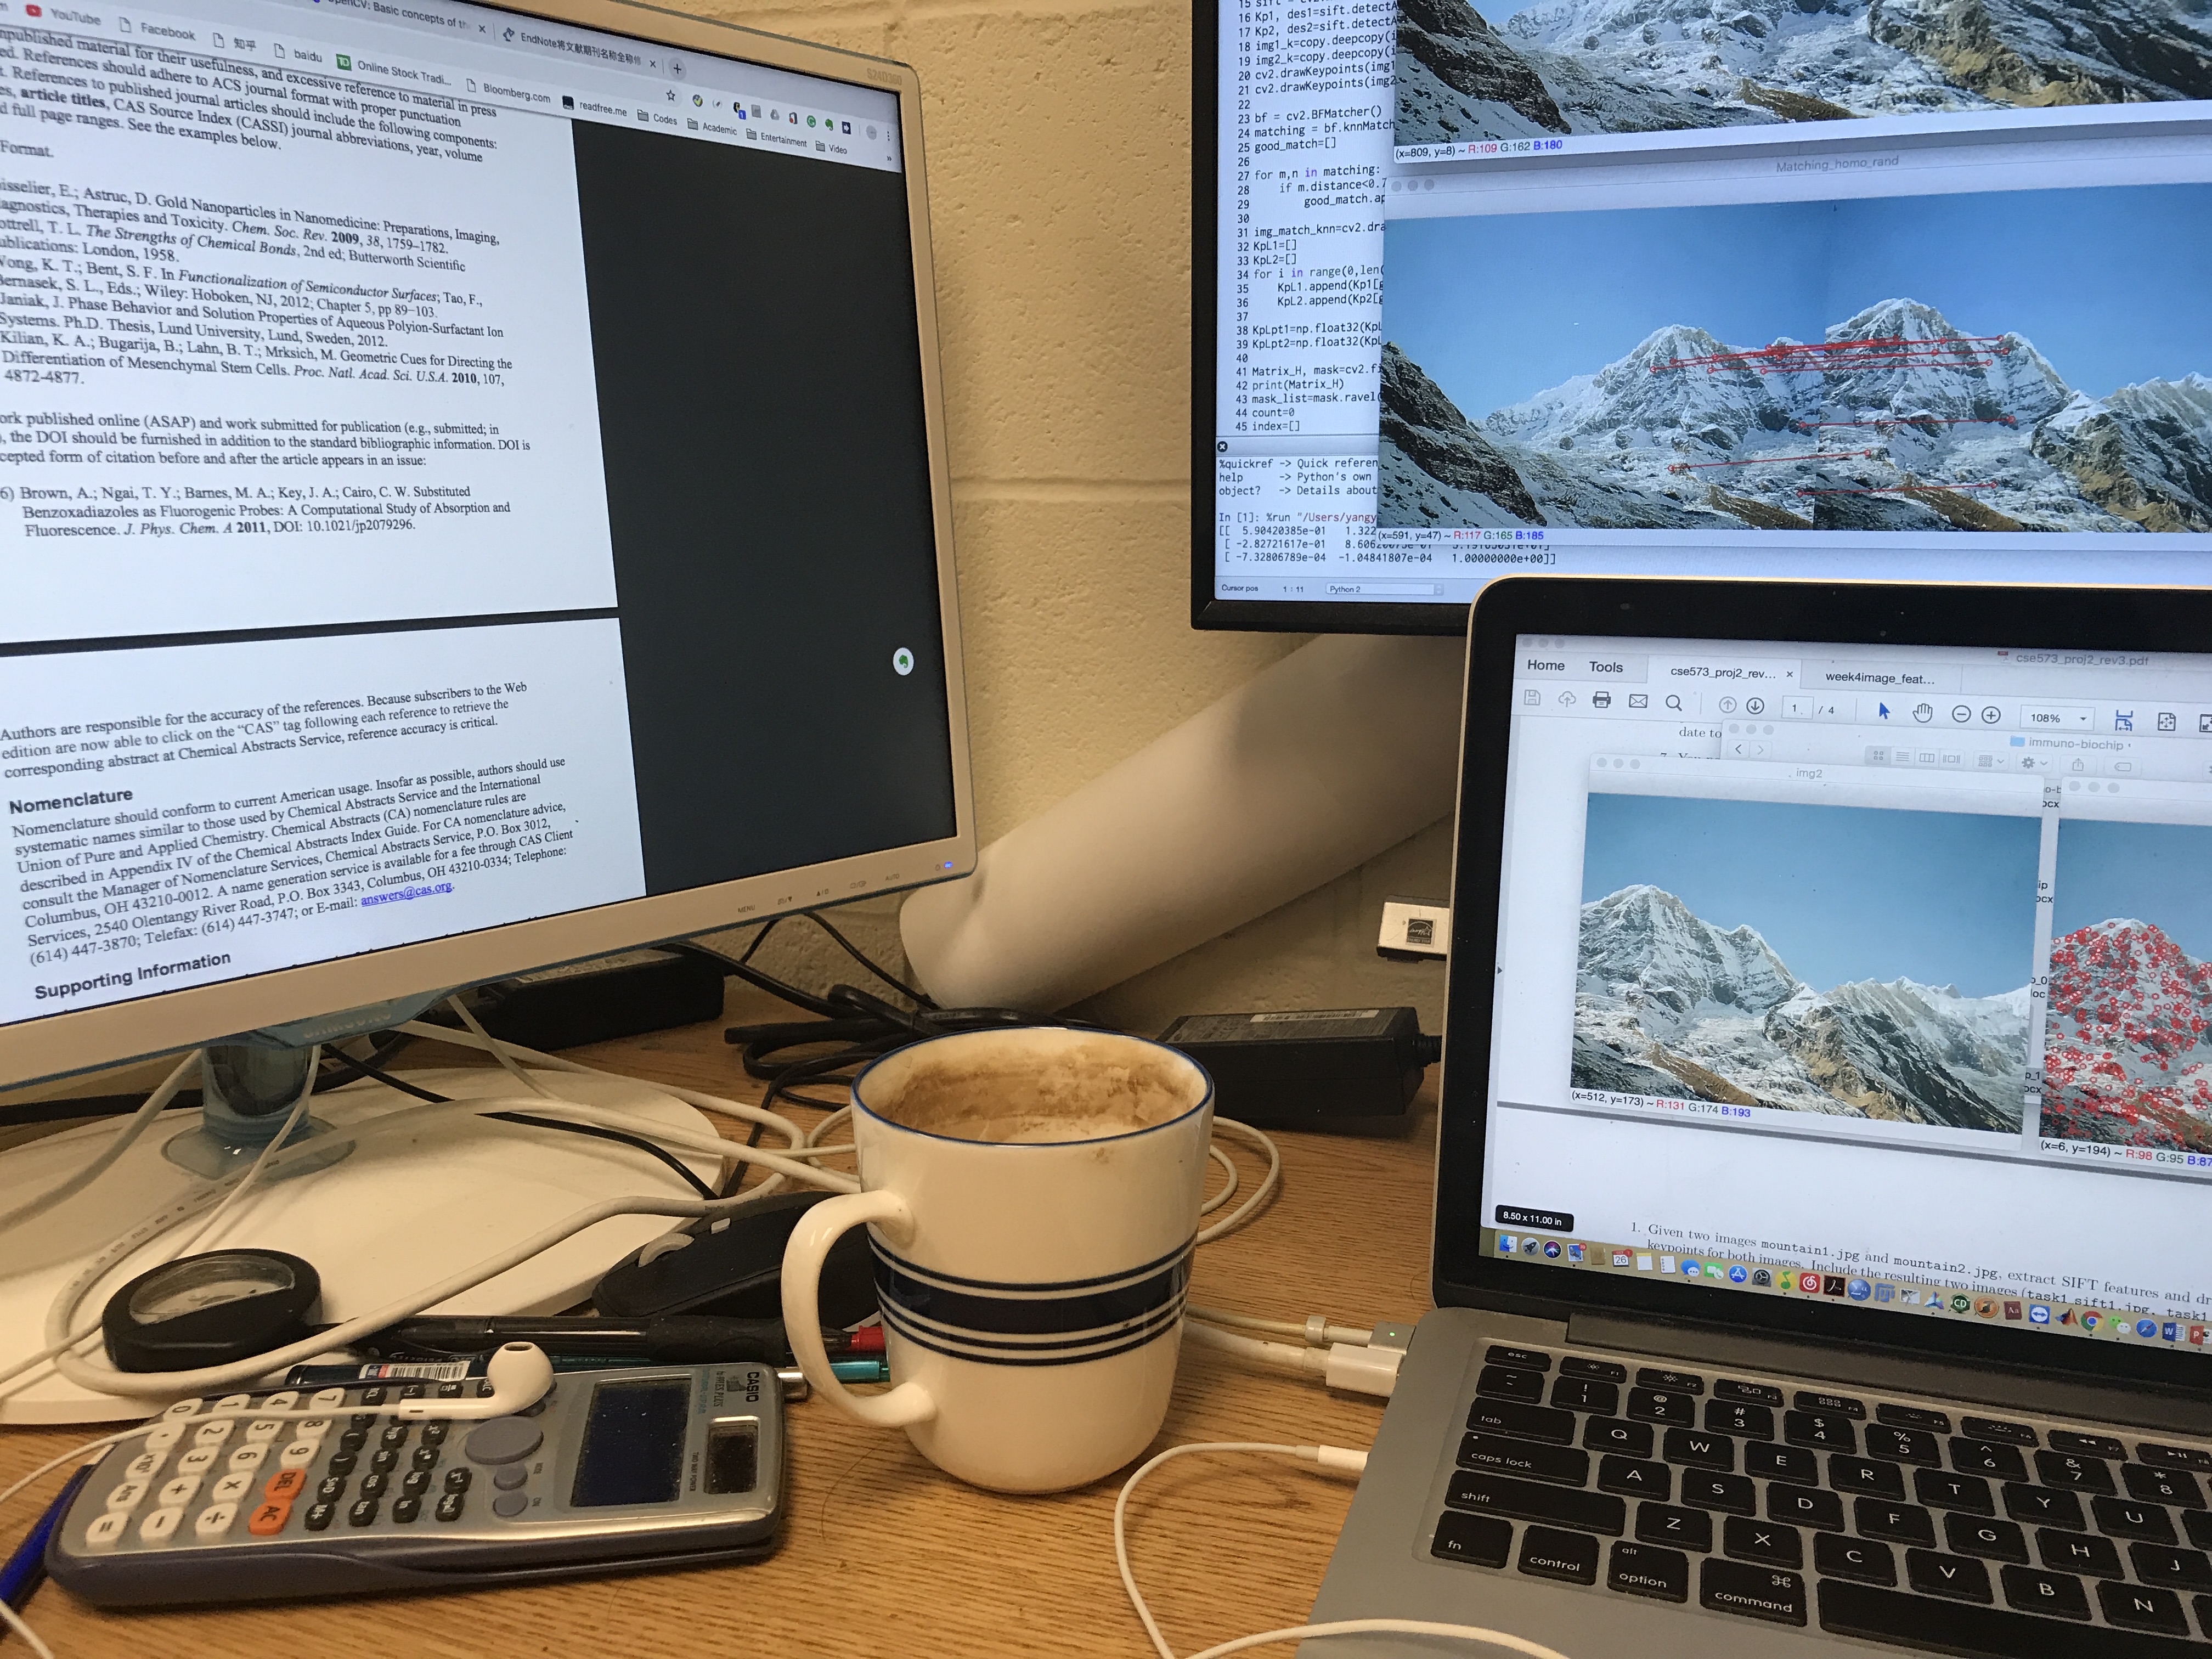 YouTube
Facebook
知乎
baidu
Online Stock Tradi...
Bloomberg.com
readfree.me
Codes
Academic
Entertainment
Video
OpenCV: Basic concepts of th
EndNote将文献期刊名称全称修
S24D360
published material for their usefulness, and excessive reference to material in press
ed. References should adhere to ACS journal format with proper punctuation
t. References to published journal articles should include the following components:
es, article titles, CAS Source Index (CASSI) journal abbreviations, year, volume
d full page ranges. See the examples below.
Format.
isselier, E.; Astruc, D. Gold Nanoparticles in Nanomedicine: Preparations, Imaging,
agnostics, Therapies and Toxicity. Chem. Soc. Rev. 2009, 38, 1759–1782.
ottrell, T. L. The Strengths of Chemical Bonds, 2nd ed; Butterworth Scientific
ublications: London, 1958.
Wong, K. T.; Bent, S. F. In Functionalization of Semiconductor Surfaces; Tao, F.,
Bernasek, S. L., Eds.; Wiley: Hoboken, NJ, 2012; Chapter 5, pp 89–103.
Janiak, J. Phase Behavior and Solution Properties of Aqueous Polyion-Surfactant Ion
Systems. Ph.D. Thesis, Lund University, Lund, Sweden, 2012.
Kilian, K. A.; Bugarija, B.; Lahn, B. T.; Mrksich, M. Geometric Cues for Directing the
Differentiation of Mesenchymal Stem Cells. Proc. Natl. Acad. Sci. U.S.A. 2010, 107,
4872-4877.
ork published online (ASAP) and work submitted for publication (e.g., submitted; in
, the DOI should be furnished in addition to the standard bibliographic information. DOI is
cepted form of citation before and after the article appears in an issue:
6) Brown, A.; Ngai, T. Y.; Barnes, M. A.; Key, J. A.; Cairo, C. W. Substituted
Benzoxadiazoles as Fluorogenic Probes: A Computational Study of Absorption and
Fluorescence. J. Phys. Chem. A 2011, DOI: 10.1021/jp2079296.
Authors are responsible for the accuracy of the references. Because subscribers to the Web
edition are now able to click on the “CAS” tag following each reference to retrieve the
corresponding abstract at Chemical Abstracts Service, reference accuracy is critical.
Nomenclature
Nomenclature should conform to current American usage. Insofar as possible, authors should use
systematic names similar to those used by Chemical Abstracts Service and the International
Union of Pure and Applied Chemistry. Chemical Abstracts (CA) nomenclature rules are
described in Appendix IV of the Chemical Abstracts Index Guide. For CA nomenclature advice,
consult the Manager of Nomenclature Services, Chemical Abstracts Service, P.O. Box 3012,
Columbus, OH 43210-0012. A name generation service is available for a fee through CAS Client
Services, 2540 Olentangy River Road, P.O. Box 3343, Columbus, OH 43210-0334; Telephone:
(614) 447-3870; Telefax: (614) 447-3747; or E-mail: answers@cas.org.
Supporting Information
MENU
AUTO
SAMSUNG
16 Kp1, des1=sift.detectA
17 Kp2, des2=sift.detectA
18 img1_k=copy.deepcopy(i
19 img2_k=copy.deepcopy(i
20 cv2.drawKeypoints(img1
21 cv2.drawKeypoints(img2
22
23 bf = cv2.BFMatcher()
24 matching = bf.knnMatch
25 good_match=[]
26
27 for m,n in matching:
28 if m.distance<0.7
29 good_match.ap
30
31 img_match_knn=cv2.dra
32 KpL1=[]
33 KpL2=[]
34 for i in range(0,len(
35 KpL1.append(Kp1[g
36 KpL2.append(Kp2[g
37
38 KpLpt1=np.float32(KpL
39 KpLpt2=np.float32(KpL
40
41 Matrix_H, mask=cv2.fi
42 print(Matrix_H)
43 mask_list=mask.ravel(
44 count=0
45 index=[]
%quickref -> Quick referen
help -> Python's own
object? -> Details about
In [1]: %run "/Users/yangy
[[ 5.90420385e-01 1.322
[ -2.82721617e-01
[ -7.32806789e-04 -1.04841807e-04 1.00000000e+00]]
Cursor pos 1 : 11 Python 2
(x=809, y=8) ~ R:109 G:162 B:180
Matching_homo_rand
(x=591, y=47) ~ R:117 G:165 B:185
cse573_proj2_rev3.pdf
Home Tools cse573_proj2_rev... × week4image_feat...
1 / 4 108%
date to
immuno-biochip
img2
(x=512, y=173) ~ R:131 G:174 B:193
(x=6, y=194) ~ R:98 G:95 B:87
8.50 x 11.00 in
1. Given two images mountain1.jpg and mountain2.jpg, extract SIFT features and dr
keypoints for both images. Include the resulting two images (task1_sift1.jpg, task1
CASIO
TWO WAY POWER
0 1 4 7
2 5 8
3 6 9
+ × DEL
Ans
= − ÷ AC
esc
~ ! 1 @ 2 # 3 $ 4 % 5 ^ 6 & 7 * 8
tab Q W E R T Y U
caps lock A S D F G H J
shift Z X C V B N
fn control alt option command ⌘